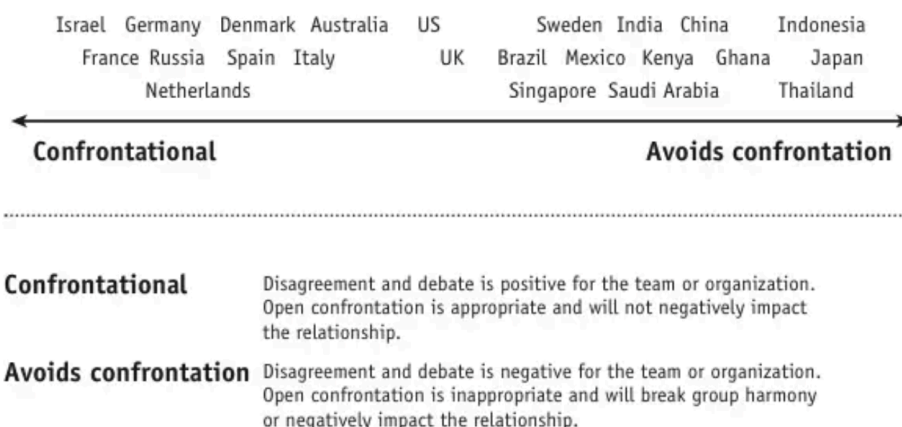 Israel Germany Denmark Australia US Sweden India China Indonesia
France Russia Spain Italy UK Brazil Mexico Kenya Ghana Japan
Netherlands Singapore Saudi Arabia Thailand
Confrontational Avoids confrontation
Confrontational Disagreement and debate is positive for the team or organization.
Open confrontation is appropriate and will not negatively impact
the relationship.
Avoids confrontation Disagreement and debate is negative for the team or organization.
Open confrontation is inappropriate and will break group harmony
or negatively impact the relationship.